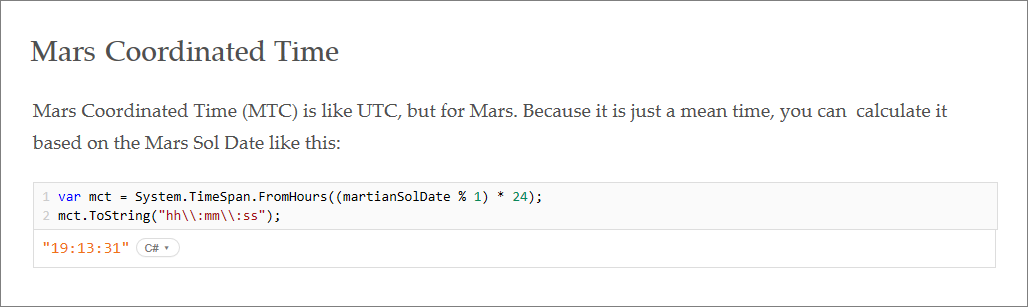 Mars Coordinated Time
Mars Coordinated Time (MTC) is like UTC, but for Mars. Because it is just a mean time, you can  calculate it
based on the Mars Sol Date like this:
1 var mct = System.TimeSpan.FromHours((martianSolDate % 1) * 24);
2 mct.ToString("hh\\:mm\\:ss");
"19:13:31" C#